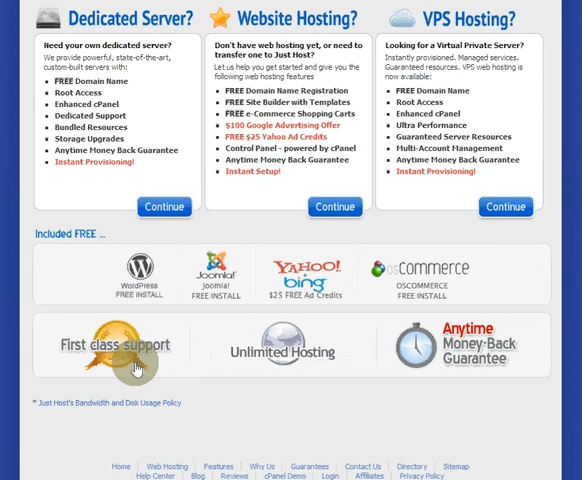 Dedicated Server?
Need your own dedicated server?
We provide powerful, state-of-the-art,
custom-built servers with:
FREE Domain Name
Root Access
Enhanced cPanel
Dedicated Support
Bundled Resources
Storage Upgrades
Anytime Money Back Guarantee
Instant Provisioning!
Continue
Website Hosting?
Don't have web hosting yet, or need to
transfer one to Just Host?
Let us help you get started and give you the
following web hosting features
FREE Domain Name Registration
FREE Site Builder with Templates
FREE e-Commerce Shopping Carts
$100 Google Advertising Offer
FREE $25 Yahoo Ad Credits
Control Panel - powered by cPanel
Anytime Money Back Guarantee
Instant Setup!
Continue
VPS Hosting?
Looking for a Virtual Private Server?
Instantly provisioned. Managed services.
Guaranteed resources. VPS web hosting is
now available:
FREE Domain Name
Root Access
Enhanced cPanel
Ultra Performance
Guaranteed Server Resources
Multi-Account Management
Anytime Money Back Guarantee
Instant Provisioning!
Continue
Included FREE ...
WORDPRESS
FREE INSTALL
Joomla!
joomla!
FREE INSTALL
YAHOO!
bing
$25 FREE Ad Credits
osCommerce
OSCOMMERCE
FREE INSTALL
First class support
Unlimited Hosting
Anytime
Money-Back
Guarantee
* Just Host's Bandwidth and Disk Usage Policy
Home | Web Hosting | Features | Why Us | Guarantees | Contact Us | Directory | Sitemap
Help Center | Blog | Reviews | cPanel Demo | Login | Affiliates | Privacy Policy